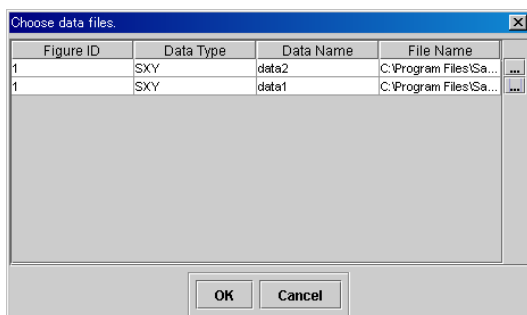 Choose data files.
Figure ID Data Type Data Name File Name
1 SXY data2 C:\Program Files\Sa... ...
1 SXY data1 C:\Program Files\Sa... ...
OK Cancel